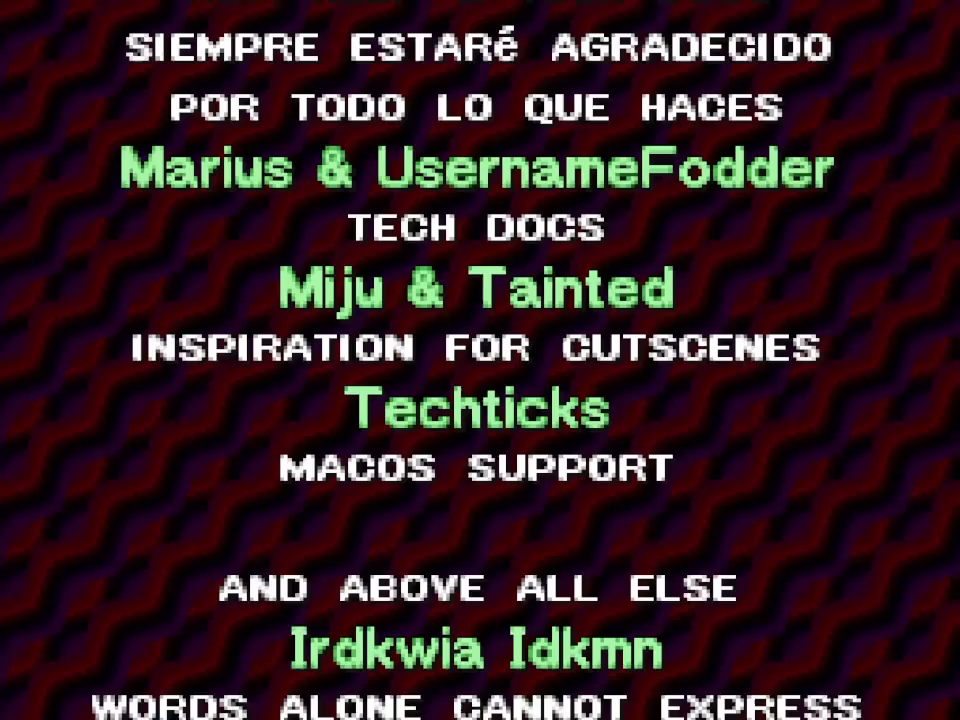 SIEMPRE ESTARé AGRADECIDO
POR TODO LO QUE HACES
Marius & UsernameFodder
TECH DOCS
Miju & Tainted
INSPIRATION FOR CUTSCENES
Techticks
MACOS SUPPORT
AND ABOVE ALL ELSE
Irdkwia Idkmn
WORDS ALONE CANNOT EXPRESS